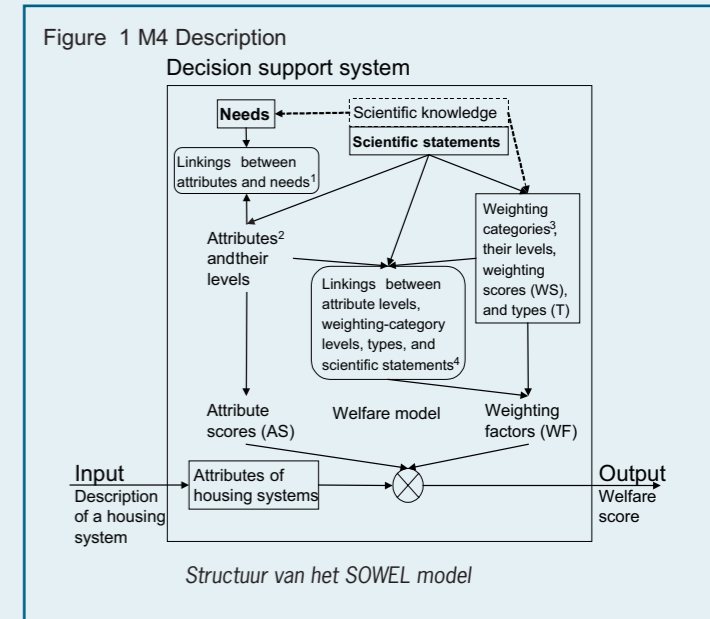 Figure 1 M4 Description
Decision support system
Needs
Scientific knowledge
Scientific statements
Linkings between
attributes and needs¹
Attributes²
andtheir
levels
Weighting
categories³,
their levels,
weighting
scores (WS),
and types (T)
Linkings between
attribute levels,
weighting-category
levels, types, and
scientific statements⁴
Attribute
scores (AS)
Welfare model
Weighting
factors (WF)
Input
Description
of a housing
system
Attributes of
housing systems
Output
Welfare
score
Structuur van het SOWEL model